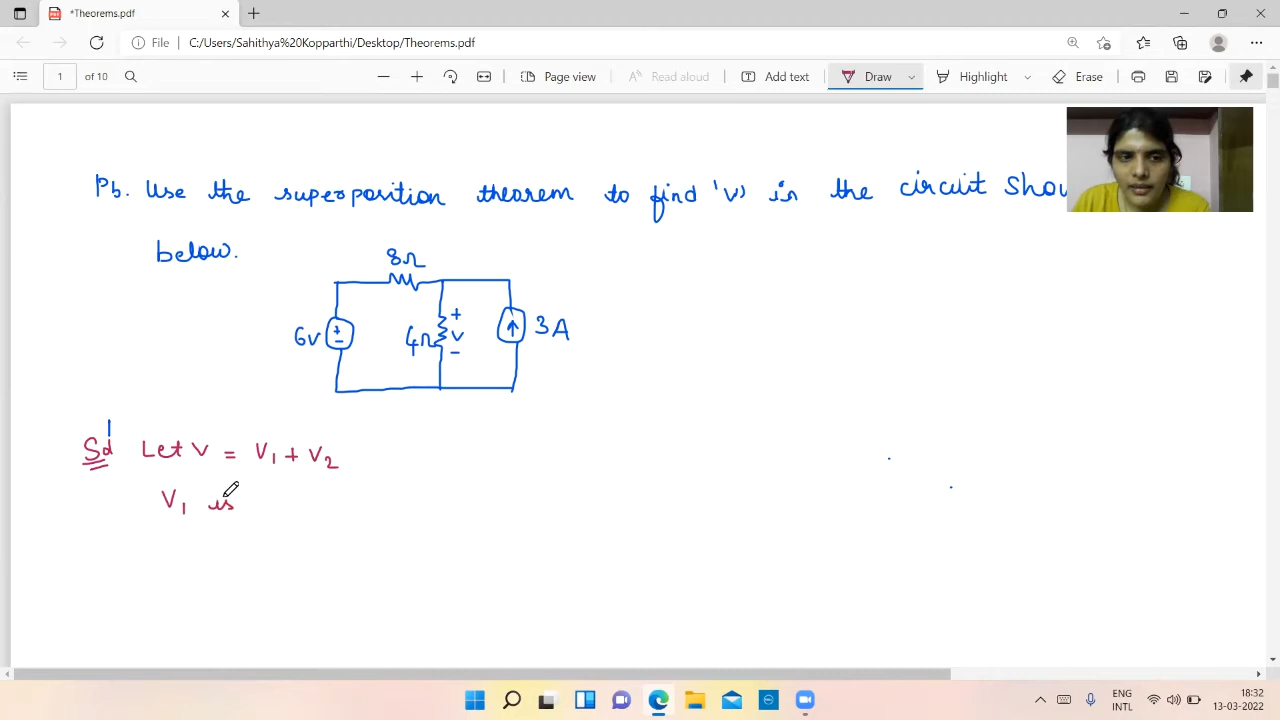 *Theorems.pdf
File
C:/Users/Sahithya%20Kopparthi/Desktop/Theorems.pdf
1 of 10
Page view
Read aloud
Add text
Draw
Highlight
Erase
Pb. Use the superposition theorem to find 'V' in the circuit Show
below.
8Ω
6V + -
4Ω
+ V -
3A
Sol Let V = V1 + V2
V1 is
ENG
INTL
18:32
13-03-2022